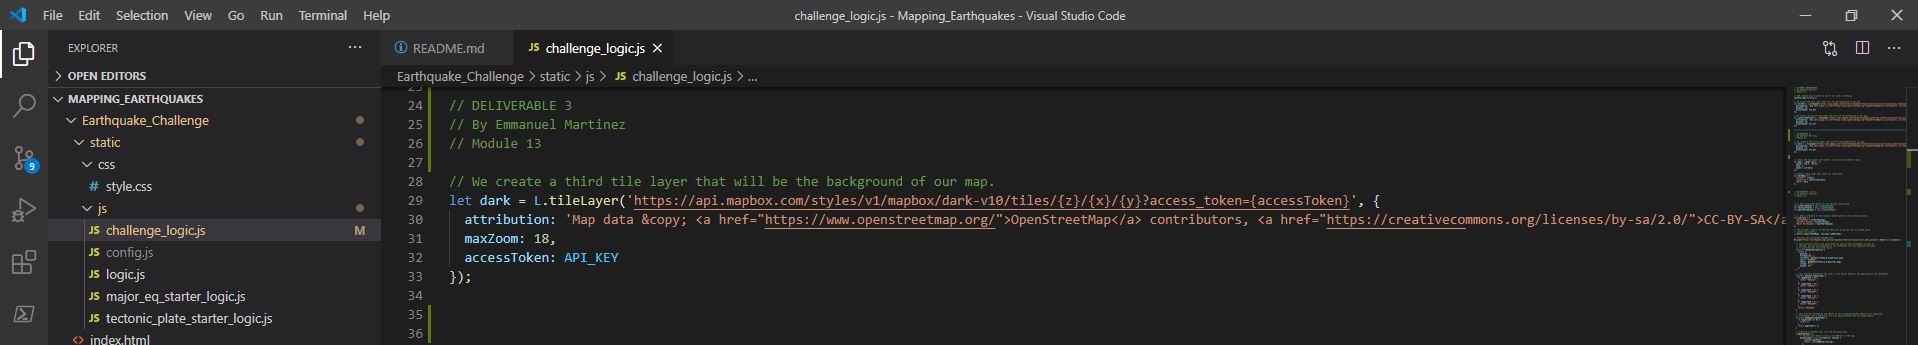 File Edit Selection View Go Run Terminal Help challenge_logic.js - Mapping_Earthquakes - Visual Studio Code
EXPLORER ···
README.md
JS challenge_logic.js
OPEN EDITORS
Earthquake_Challenge > static > js > JS challenge_logic.js > ...
MAPPING_EARTHQUAKES
Earthquake_Challenge
static
css
# style.css
js
JS challenge_logic.js M
JS config.js
JS logic.js
JS major_eq_starter_logic.js
JS tectonic_plate_starter_logic.js
<> index.html
9
23
24 // DELIVERABLE 3
25 // By Emmanuel Martinez
26 // Module 13
27
28 // We create a third tile layer that will be the background of our map.
29 let dark = L.tileLayer('https://api.mapbox.com/styles/v1/mapbox/dark-v10/tiles/{z}/{x}/{y}?access_token={accessToken}', {
30 attribution: 'Map data &copy; <a href="https://www.openstreetmap.org/">OpenStreetMap</a> contributors, <a href="https://creativecommons.org/licenses/by-sa/2.0/">CC-BY-SA</a
31 maxZoom: 18,
32 accessToken: API_KEY
33 });
34
35
36